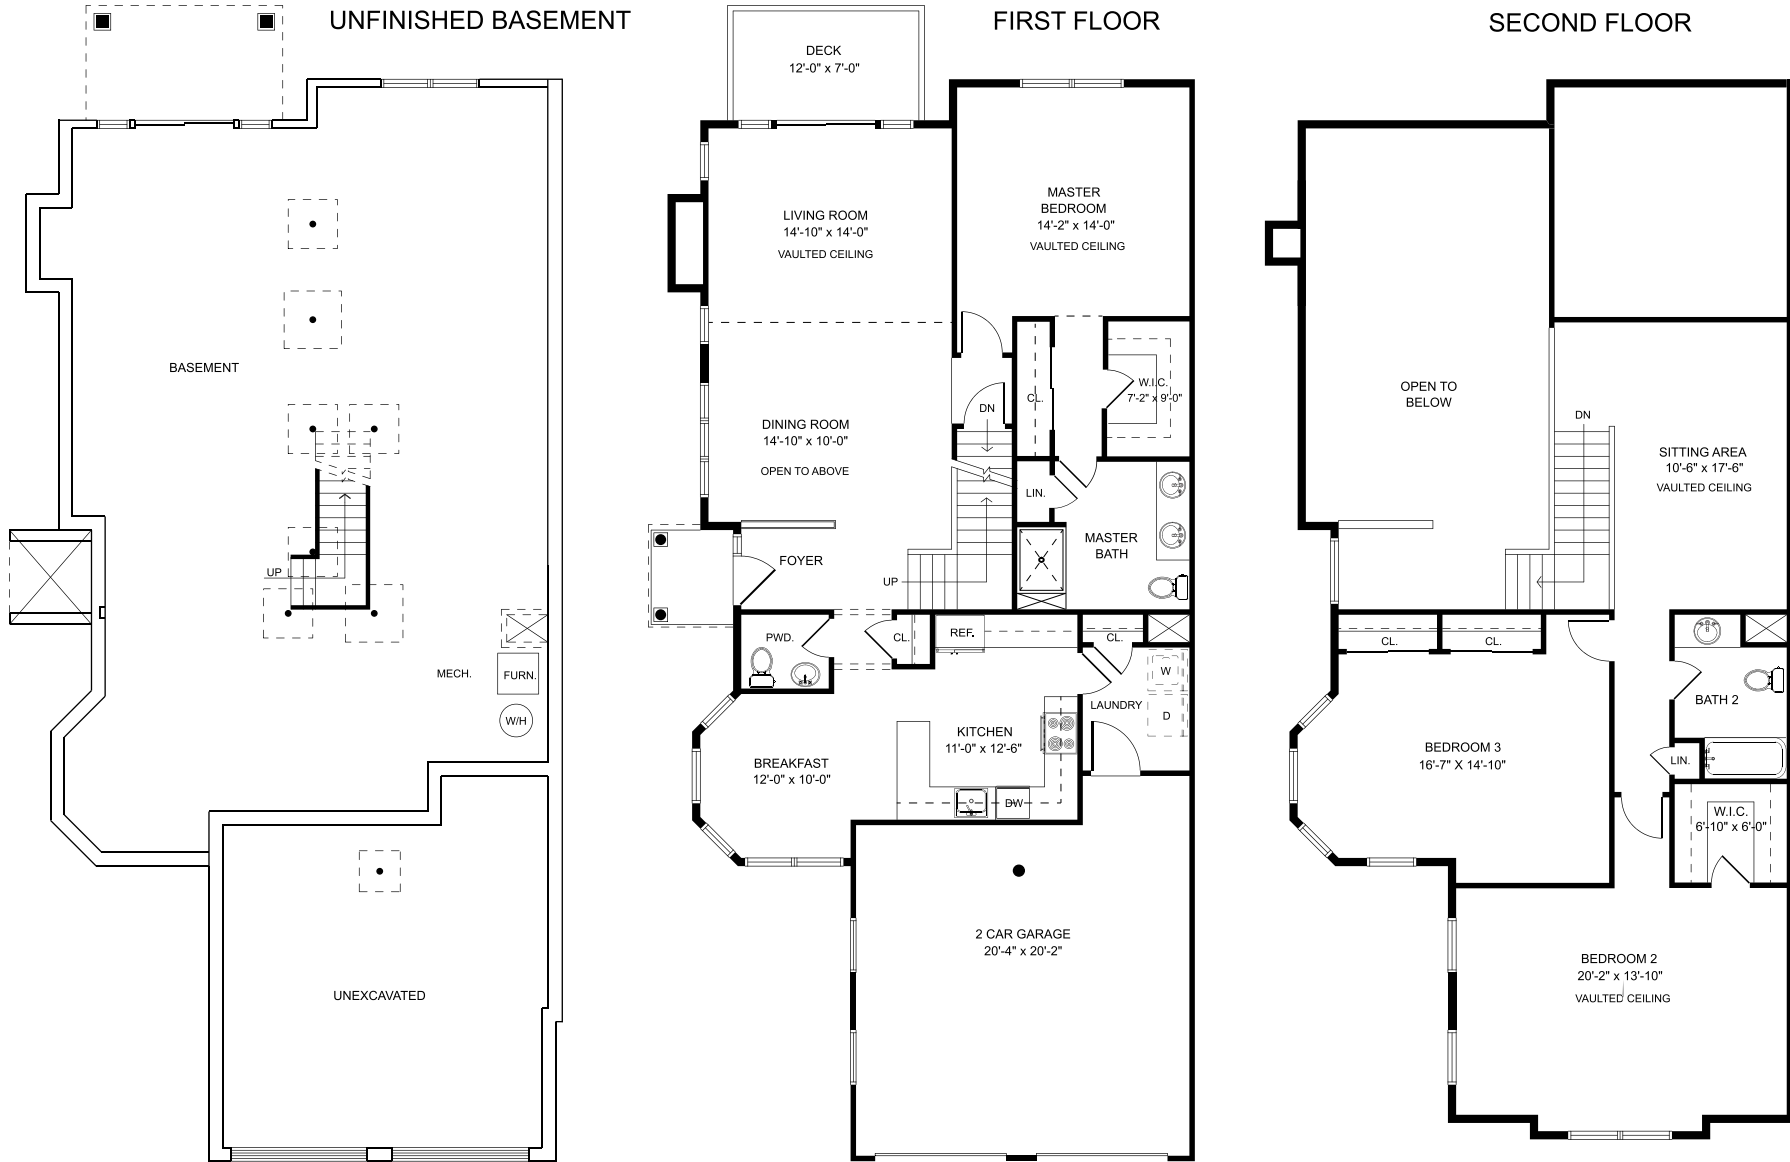 UNFINISHED BASEMENT
BASEMENT
UP
MECH.
FURN.
W/H
UNEXCAVATED
FIRST FLOOR
DECK
12'-0" x 7'-0"
LIVING ROOM
14'-10" x 14'-0"
VAULTED CEILING
MASTER
BEDROOM
14'-2" x 14'-0"
VAULTED CEILING
W.I.C.
7'-2" x 9'-0"
CL.
DN
DINING ROOM
14'-10" x 10'-0"
OPEN TO ABOVE
LIN.
MASTER
BATH
FOYER
UP
PWD.
CL.
REF.
CL.
W
D
LAUNDRY
KITCHEN
11'-0" x 12'-6"
BREAKFAST
12'-0" x 10'-0"
DW
2 CAR GARAGE
20'-4" x 20'-2"
SECOND FLOOR
OPEN TO
BELOW
DN
SITTING AREA
10'-6" x 17'-6"
VAULTED CEILING
CL.
CL.
BATH 2
BEDROOM 3
16'-7" X 14'-10"
LIN.
W.I.C.
6'-10" x 6'-0"
BEDROOM 2
20'-2" x 13'-10"
VAULTED CEILING